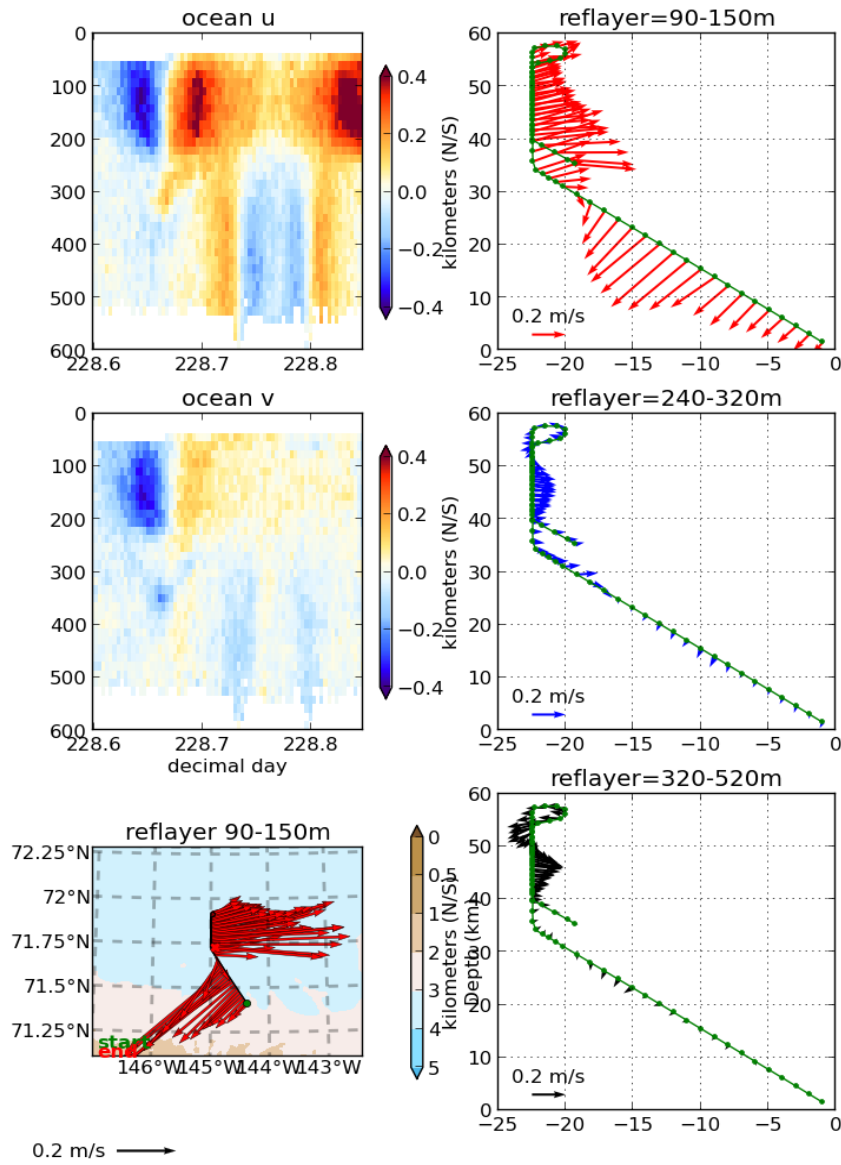 ocean u
0
100
200
300
400
500
600
228.6
228.7
228.8
0.4
0.2
0.0
−0.2
−0.4
reflayer=90-150m
kilometers (N/S)
60
50
40
30
20
10
0
0.2 m/s
−25
−20
−15
−10
−5
0
ocean v
0
100
200
300
400
500
600
228.6
228.7
228.8
decimal day
0.4
0.2
0.0
−0.2
−0.4
reflayer=240-320m
kilometers (N/S)
60
50
40
30
20
10
0
0.2 m/s
−25
−20
−15
−10
−5
0
reflayer 90-150m
72.25°N
72°N
71.75°N
71.5°N
71.25°N
start
end
146°W
145°W
144°W
143°W
0
0.5
1
2
3
4
5
Depth (km)
reflayer=320-520m
kilometers (N/S)
60
50
40
30
20
10
0
0.2 m/s
−25
−20
−15
−10
−5
0
0.2 m/s